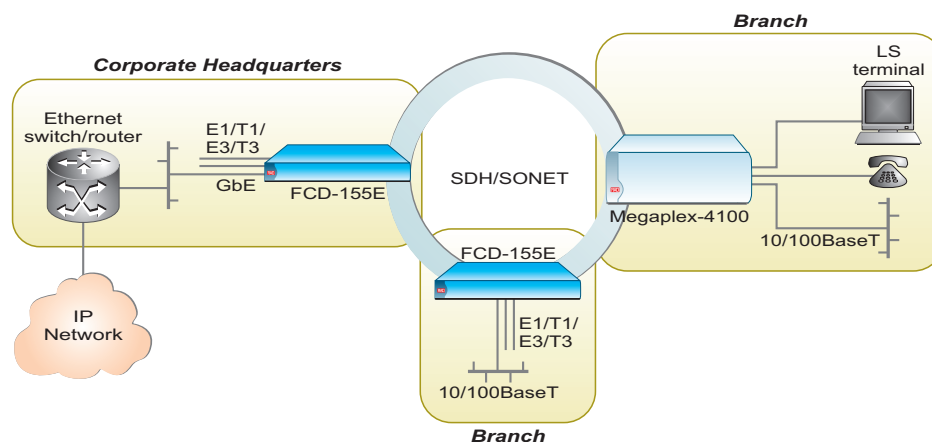 Branch
Corporate Headquarters
LS
terminal
Ethernet
switch/router
E1/T1/
E3/T3
GbE
FCD-155E
SDH/SONET
Megaplex-4100
10/100BaseT
FCD-155E
IP
Network
E1/T1/
E3/T3
10/100BaseT
Branch